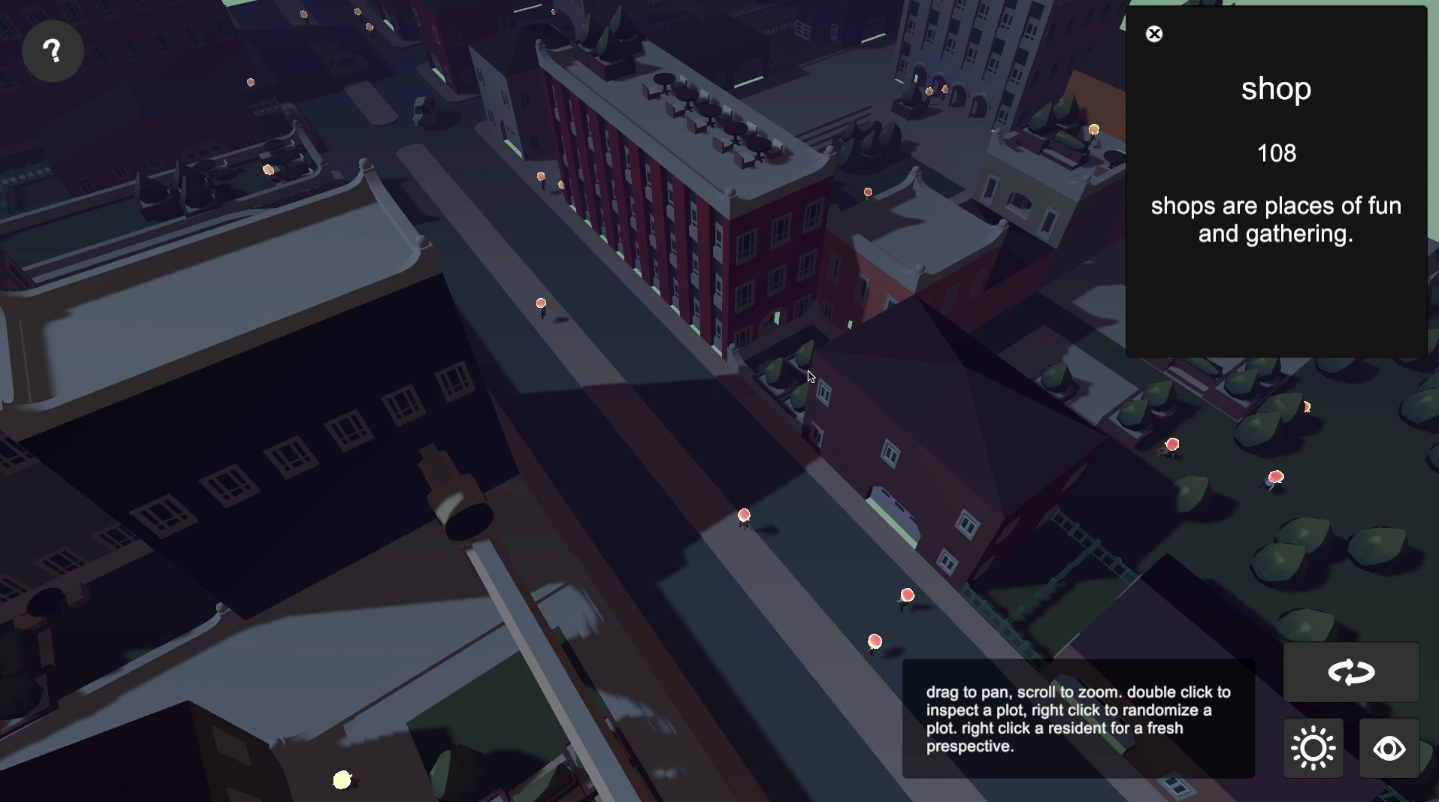 ?
shop
108
shops are places of fun
and gathering.
drag to pan, scroll to zoom. double click to
inspect a plot, right click to randomize a
plot. right click a resident for a fresh
prespective.